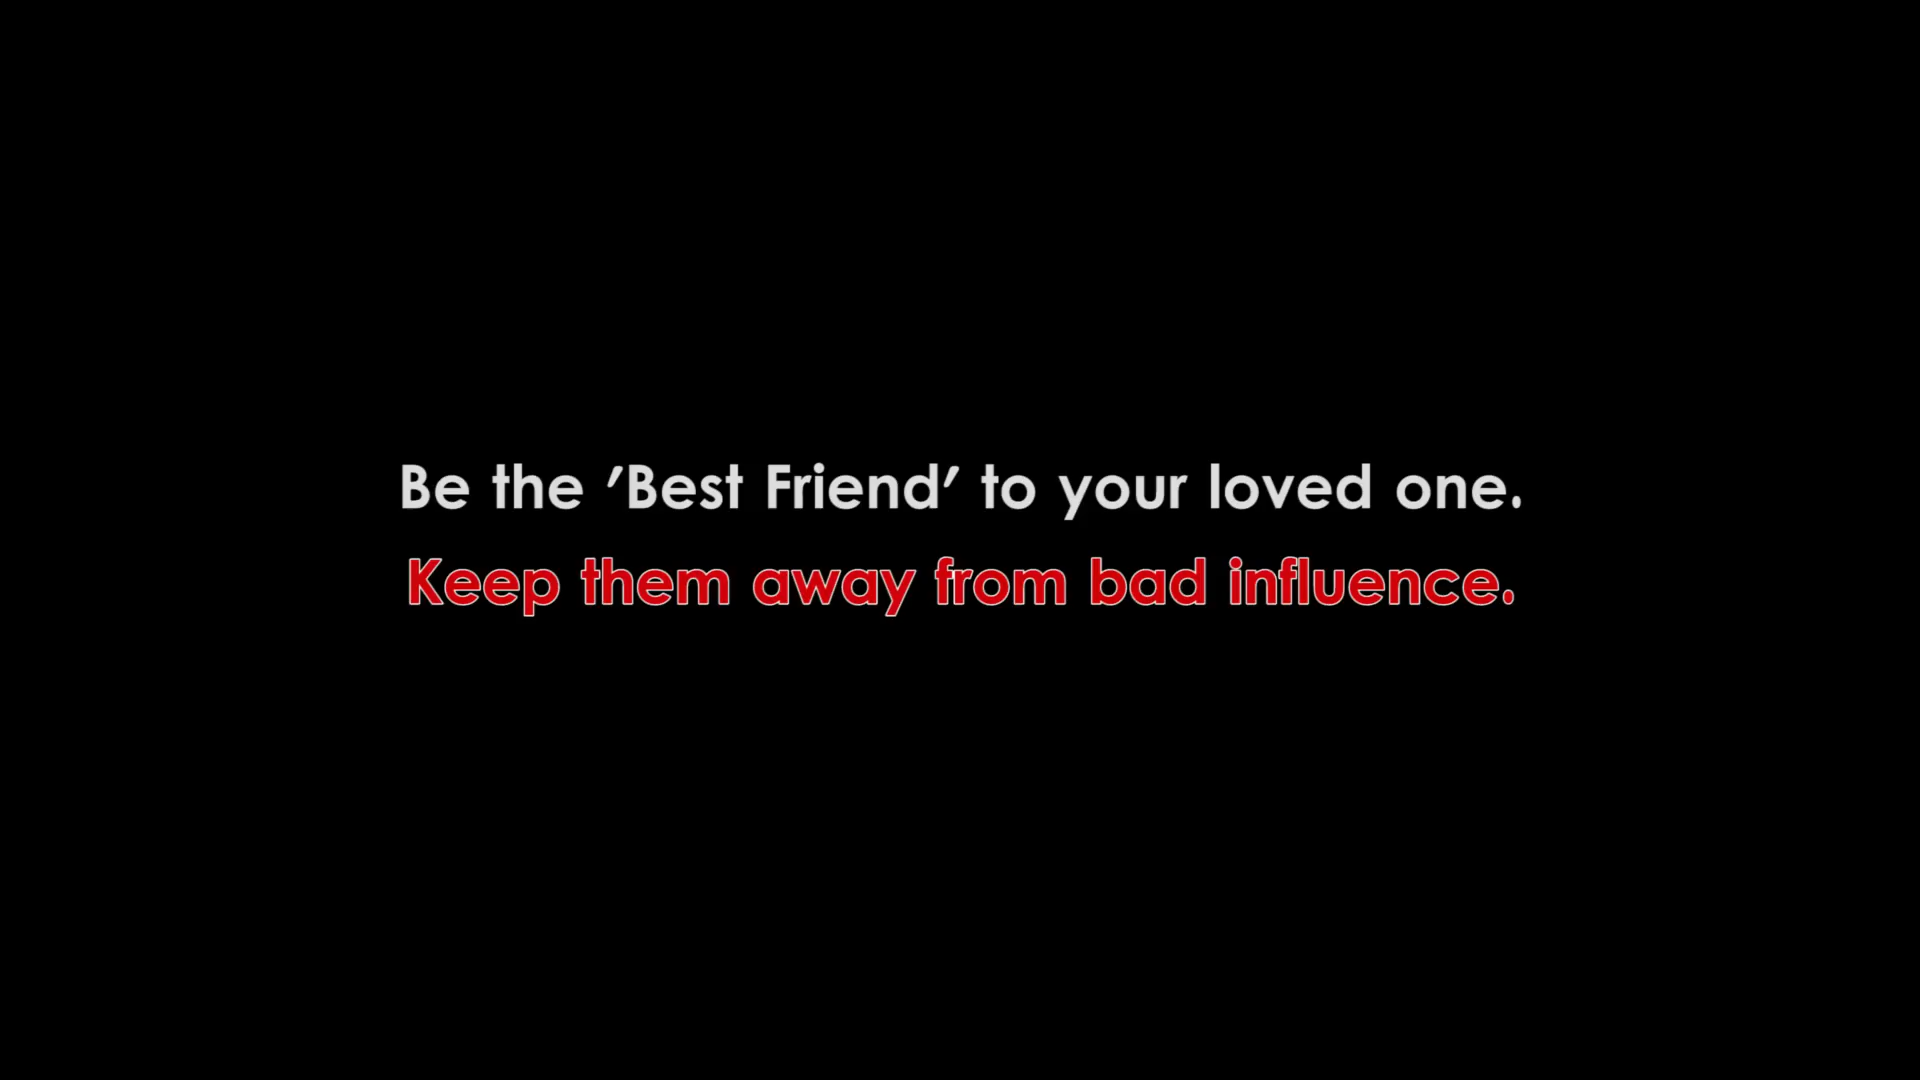 Be the 'Best Friend' to your loved one.
Keep them away from bad influence.